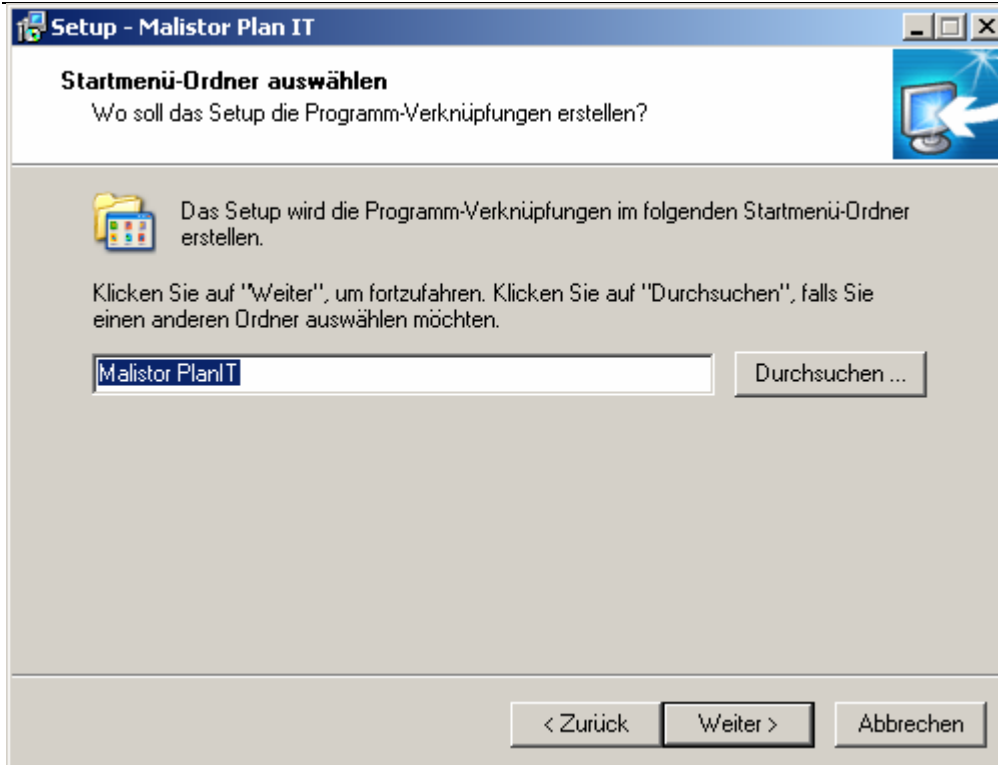 Setup - Malistor Plan IT
Startmenü-Ordner auswählen
Wo soll das Setup die Programm-Verknüpfungen erstellen?
Das Setup wird die Programm-Verknüpfungen im folgenden Startmenü-Ordner
erstellen.
Klicken Sie auf "Weiter", um fortzufahren. Klicken Sie auf "Durchsuchen", falls Sie
einen anderen Ordner auswählen möchten.
Malistor PlanIT
Durchsuchen ...
< Zurück
Weiter >
Abbrechen